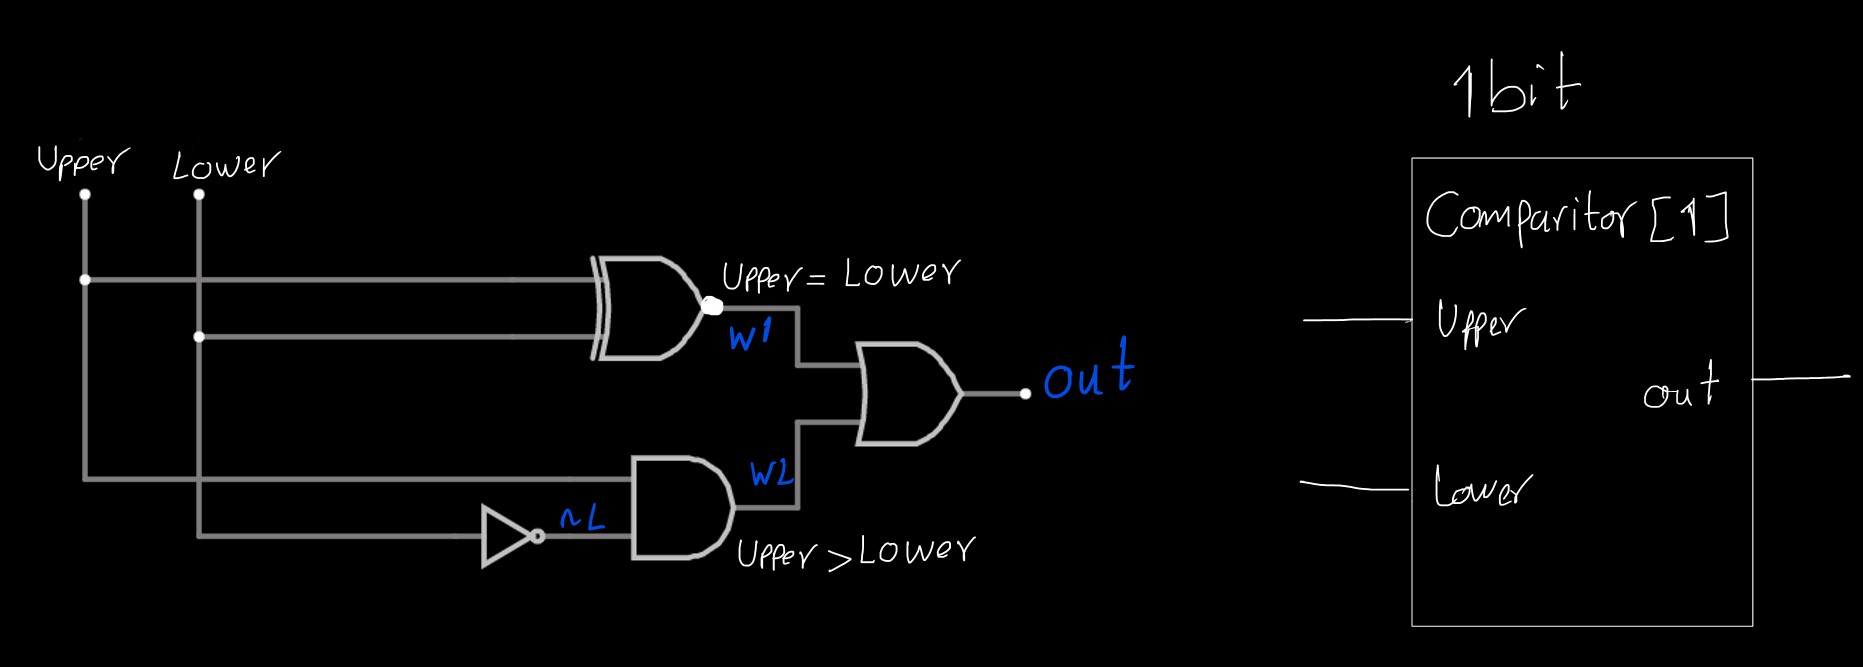 1bit
Upper Lower
Comparitor [1]
Upper = Lower
w1
Upper
out
out
w2
Lower
~L
Upper > Lower